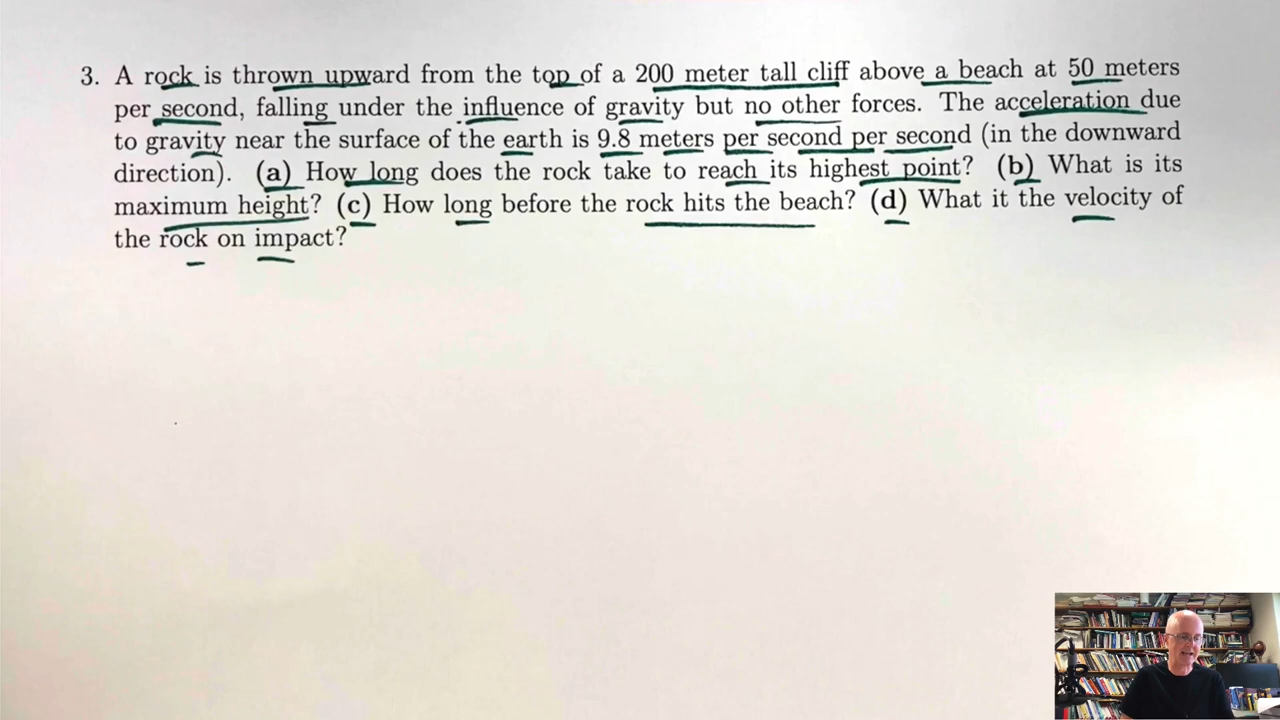 3. A rock is thrown upward from the top of a 200 meter tall cliff above a beach at 50 meters
per second, falling under the influence of gravity but no other forces. The acceleration due
to gravity near the surface of the earth is 9.8 meters per second per second (in the downward
direction). (a) How long does the rock take to reach its highest point? (b) What is its
maximum height? (c) How long before the rock hits the beach? (d) What it the velocity of
the rock on impact?